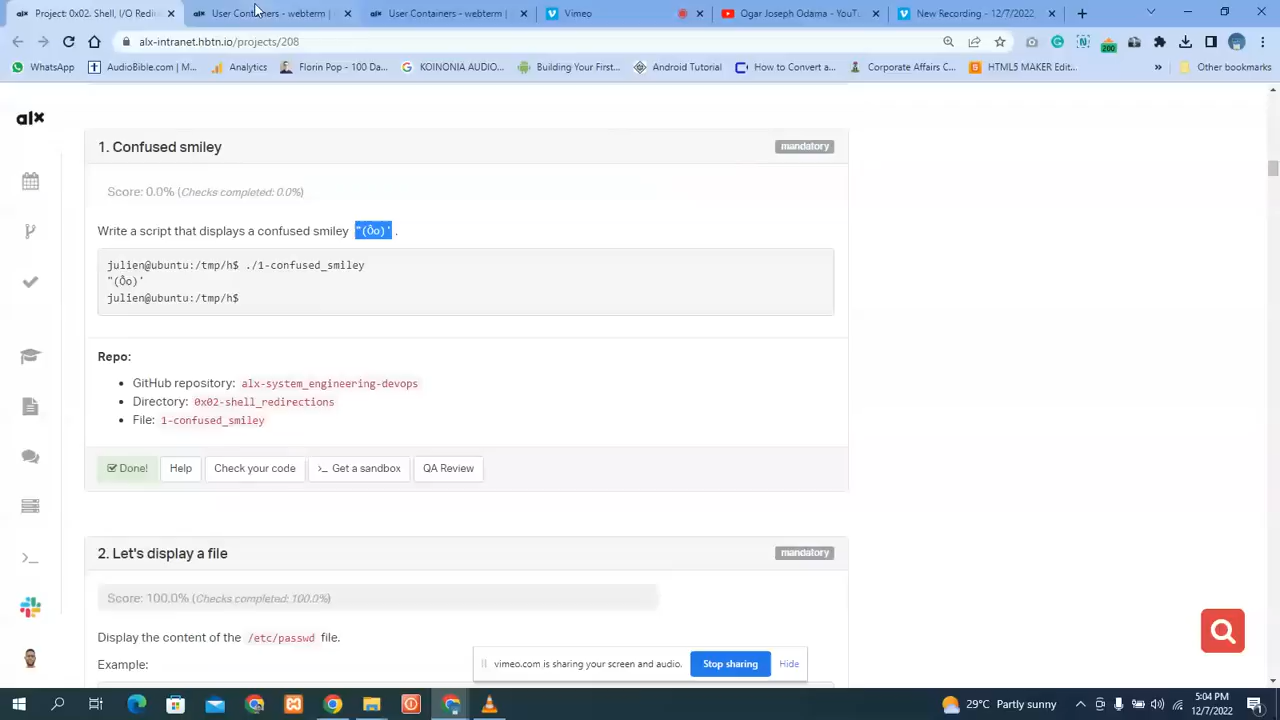 Project: 0x02. Shell, I/O Redire
User Containers - webterm |
User Containers - webterm |
Vimeo
Ogar Joseph Odama - YouT
New Recording - 12/7/2022,
alx-intranet.hbtn.io/projects/208
200
WhatsApp
AudioBible.com | M...
Analytics
Florin Pop - 100 Da...
KOINONIA AUDIO...
Building Your First...
Android Tutorial
How to Convert a...
Corporate Affairs C...
HTML5 MAKER Edit...
»
Other bookmarks
alx
1. Confused smiley
mandatory
Score: 0.0% (Checks completed: 0.0%)
Write a script that displays a confused smiley "(Ôo)'.
julien@ubuntu:/tmp/h$ ./1-confused_smiley
"(Ôo)'
julien@ubuntu:/tmp/h$
Repo:
GitHub repository: alx-system_engineering-devops
Directory: 0x02-shell_redirections
File: 1-confused_smiley
Done!
Help
Check your code
>_ Get a sandbox
QA Review
2. Let's display a file
mandatory
Score: 100.0% (Checks completed: 100.0%)
Display the content of the /etc/passwd file.
Example:
vimeo.com is sharing your screen and audio.
Stop sharing
Hide
29°C Partly sunny
5:04 PM
12/7/2022